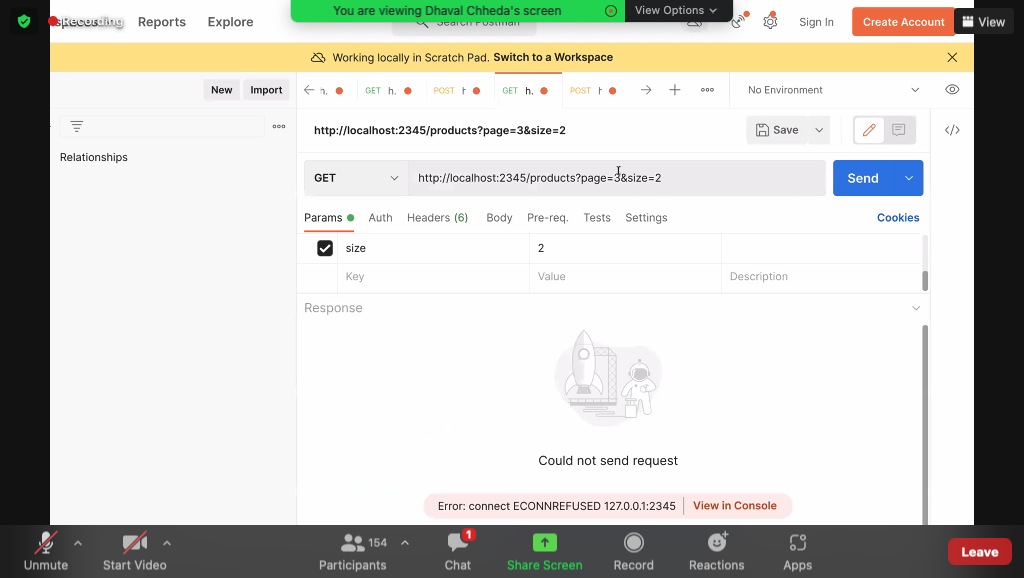 You are viewing Dhaval Chheda's screen
View Options
Recording
Reports
Explore
Search Postman
Sign In
Create Account
View
Working locally in Scratch Pad. Switch to a Workspace
New
Import
h.
GET h.
POST h
GET h.
POST h
No Environment
http://localhost:2345/products?page=3&size=2
Save
Relationships
GET
http://localhost:2345/products?page=3&size=2
Send
Params
Auth
Headers (6)
Body
Pre-req.
Tests
Settings
Cookies
size
2
Key
Value
Description
Response
Could not send request
Error: connect ECONNREFUSED 127.0.0.1:2345
View in Console
154
1
Unmute
Start Video
Participants
Chat
Share Screen
Record
Reactions
Apps
Leave